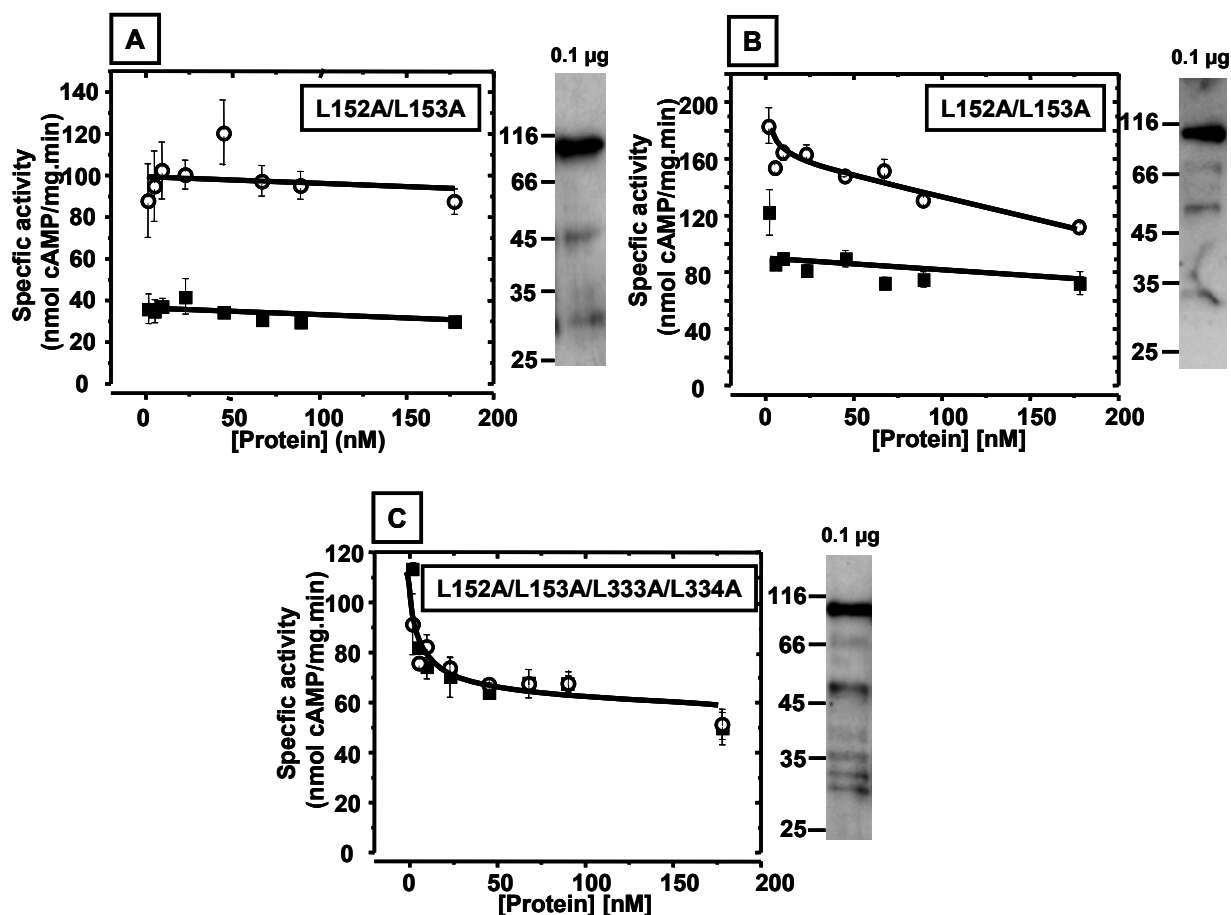 A
0.1 µg
L152A/L153A
Specfic activity
(nmol cAMP/mg.min)
140
120
100
80
60
40
20
0
0
50
100
150
200
[Protein] (nM)
116
66
45
35
25
B
0.1 µg
L152A/L153A
Specfic activity
(nmol cAMP/mg.min)
200
160
120
80
40
0
0
50
100
150
200
[Protein] [nM]
116
66
45
35
25
C
0.1 µg
L152A/L153A/L333A/L334A
Specfic activity
(nmol cAMP/mg.min)
120
100
80
60
40
20
0
0
50
100
150
200
[Protein] [nM]
116
66
45
35
25